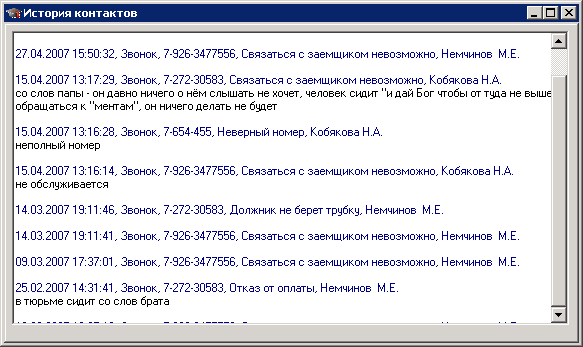 История контактов
27.04.2007 15:50:32, Звонок, 7-926-3477556, Связаться с заемщиком невозможно, Немчинов М.Е.
15.04.2007 13:17:29, Звонок, 7-272-30583, Связаться с заемщиком невозможно, Кобякова Н.А.
со слов папы - он давно ничего о нём слышать не хочет, человек сидит "и дай Бог чтобы от туда не выше
обращаться к "ментам", он ничего делать не будет
15.04.2007 13:16:28, Звонок, 7-654-455, Неверный номер, Кобякова Н.А.
неполный номер
15.04.2007 13:16:14, Звонок, 7-926-3477556, Связаться с заемщиком невозможно, Кобякова Н.А.
не обслуживается
14.03.2007 19:11:46, Звонок, 7-272-30583, Должник не берет трубку, Немчинов М.Е.
14.03.2007 19:11:41, Звонок, 7-926-3477556, Связаться с заемщиком невозможно, Немчинов М.Е.
09.03.2007 17:37:01, Звонок, 7-926-3477556, Связаться с заемщиком невозможно, Немчинов М.Е.
25.02.2007 14:31:41, Звонок, 7-272-30583, Отказ от оплаты, Немчинов М.Е.
в тюрьме сидит со слов брата